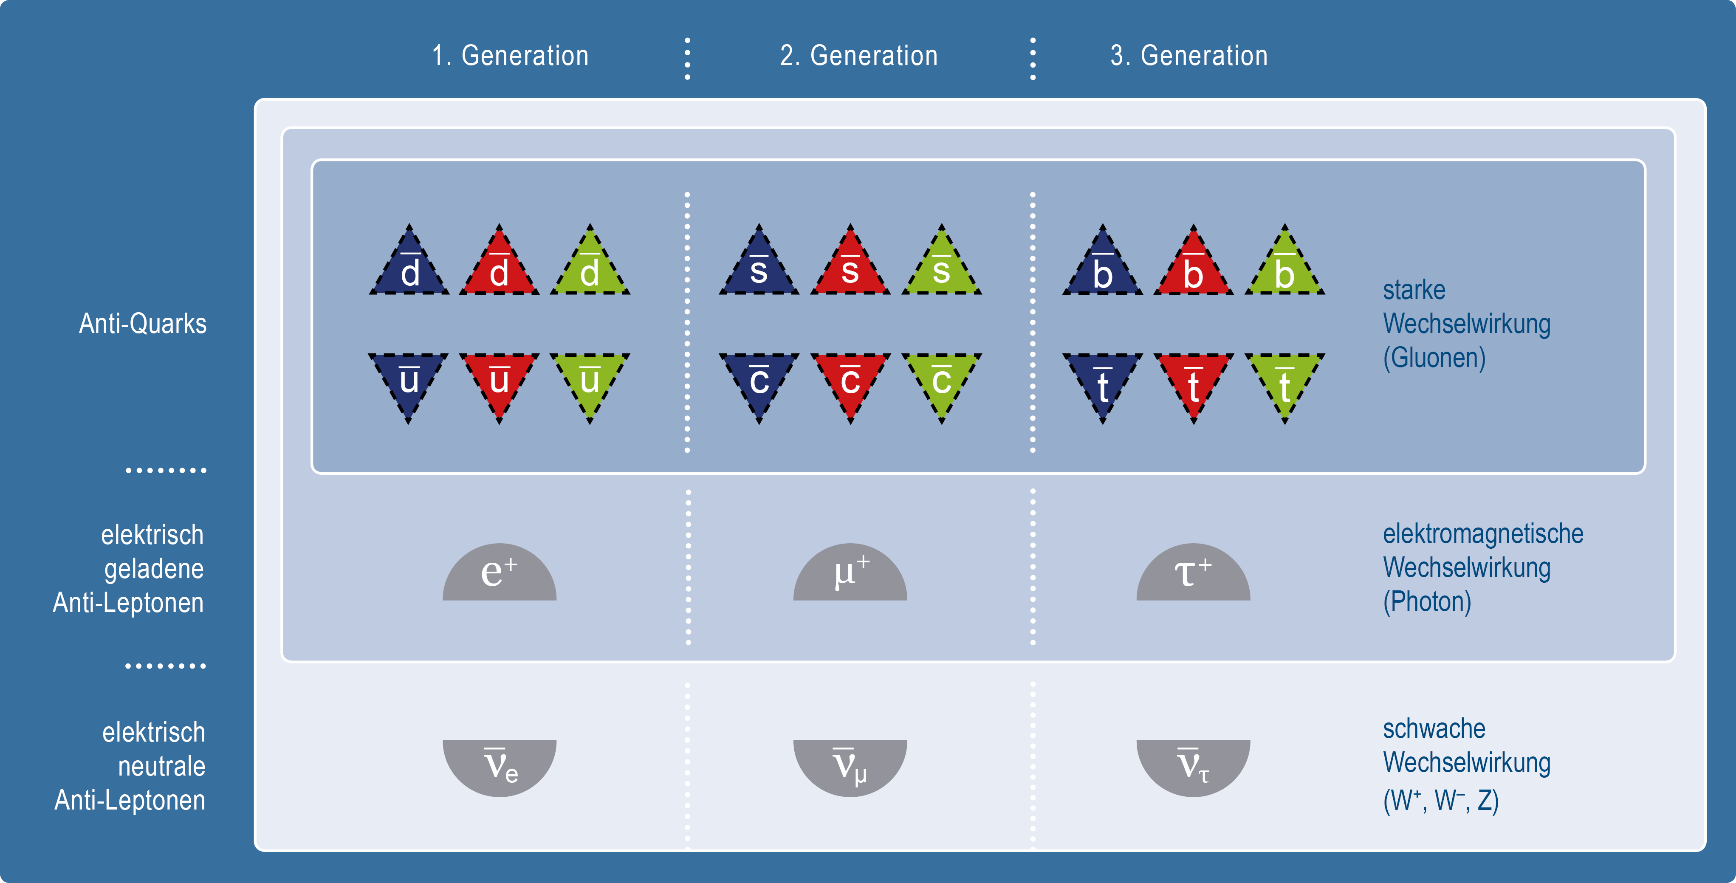 1. Generation
2. Generation
3. Generation
Anti-Quarks
d̅ d̅ d̅
s̅ s̅ s̅
b̅ b̅ b̅
u̅ u̅ u̅
c̅ c̅ c̅
t̅ t̅ t̅
starke
Wechselwirkung
(Gluonen)
elektrisch
geladene
Anti-Leptonen
e⁺
μ⁺
τ⁺
elektromagnetische
Wechselwirkung
(Photon)
elektrisch
neutrale
Anti-Leptonen
ν̅ₑ
ν̅μ
ν̅τ
schwache
Wechselwirkung
(W⁺, W⁻, Z)